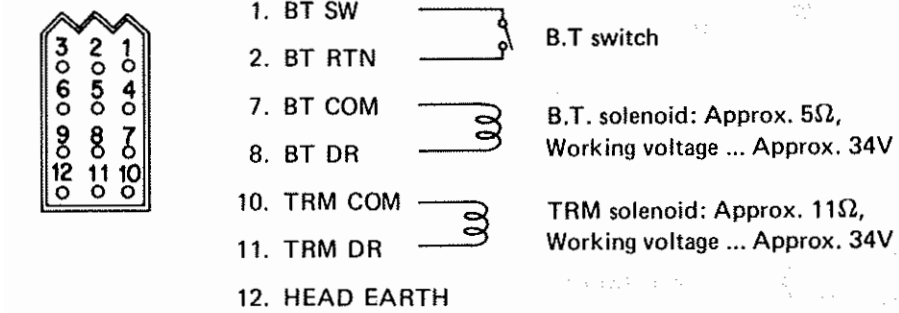 3 2 1
6 5 4
9 8 7
12 11 10
1. BT SW
2. BT RTN
B.T switch
7. BT COM
8. BT DR
B.T. solenoid: Approx. 5Ω,
Working voltage ... Approx. 34V
10. TRM COM
11. TRM DR
TRM solenoid: Approx. 11Ω,
Working voltage ... Approx. 34V
12. HEAD EARTH